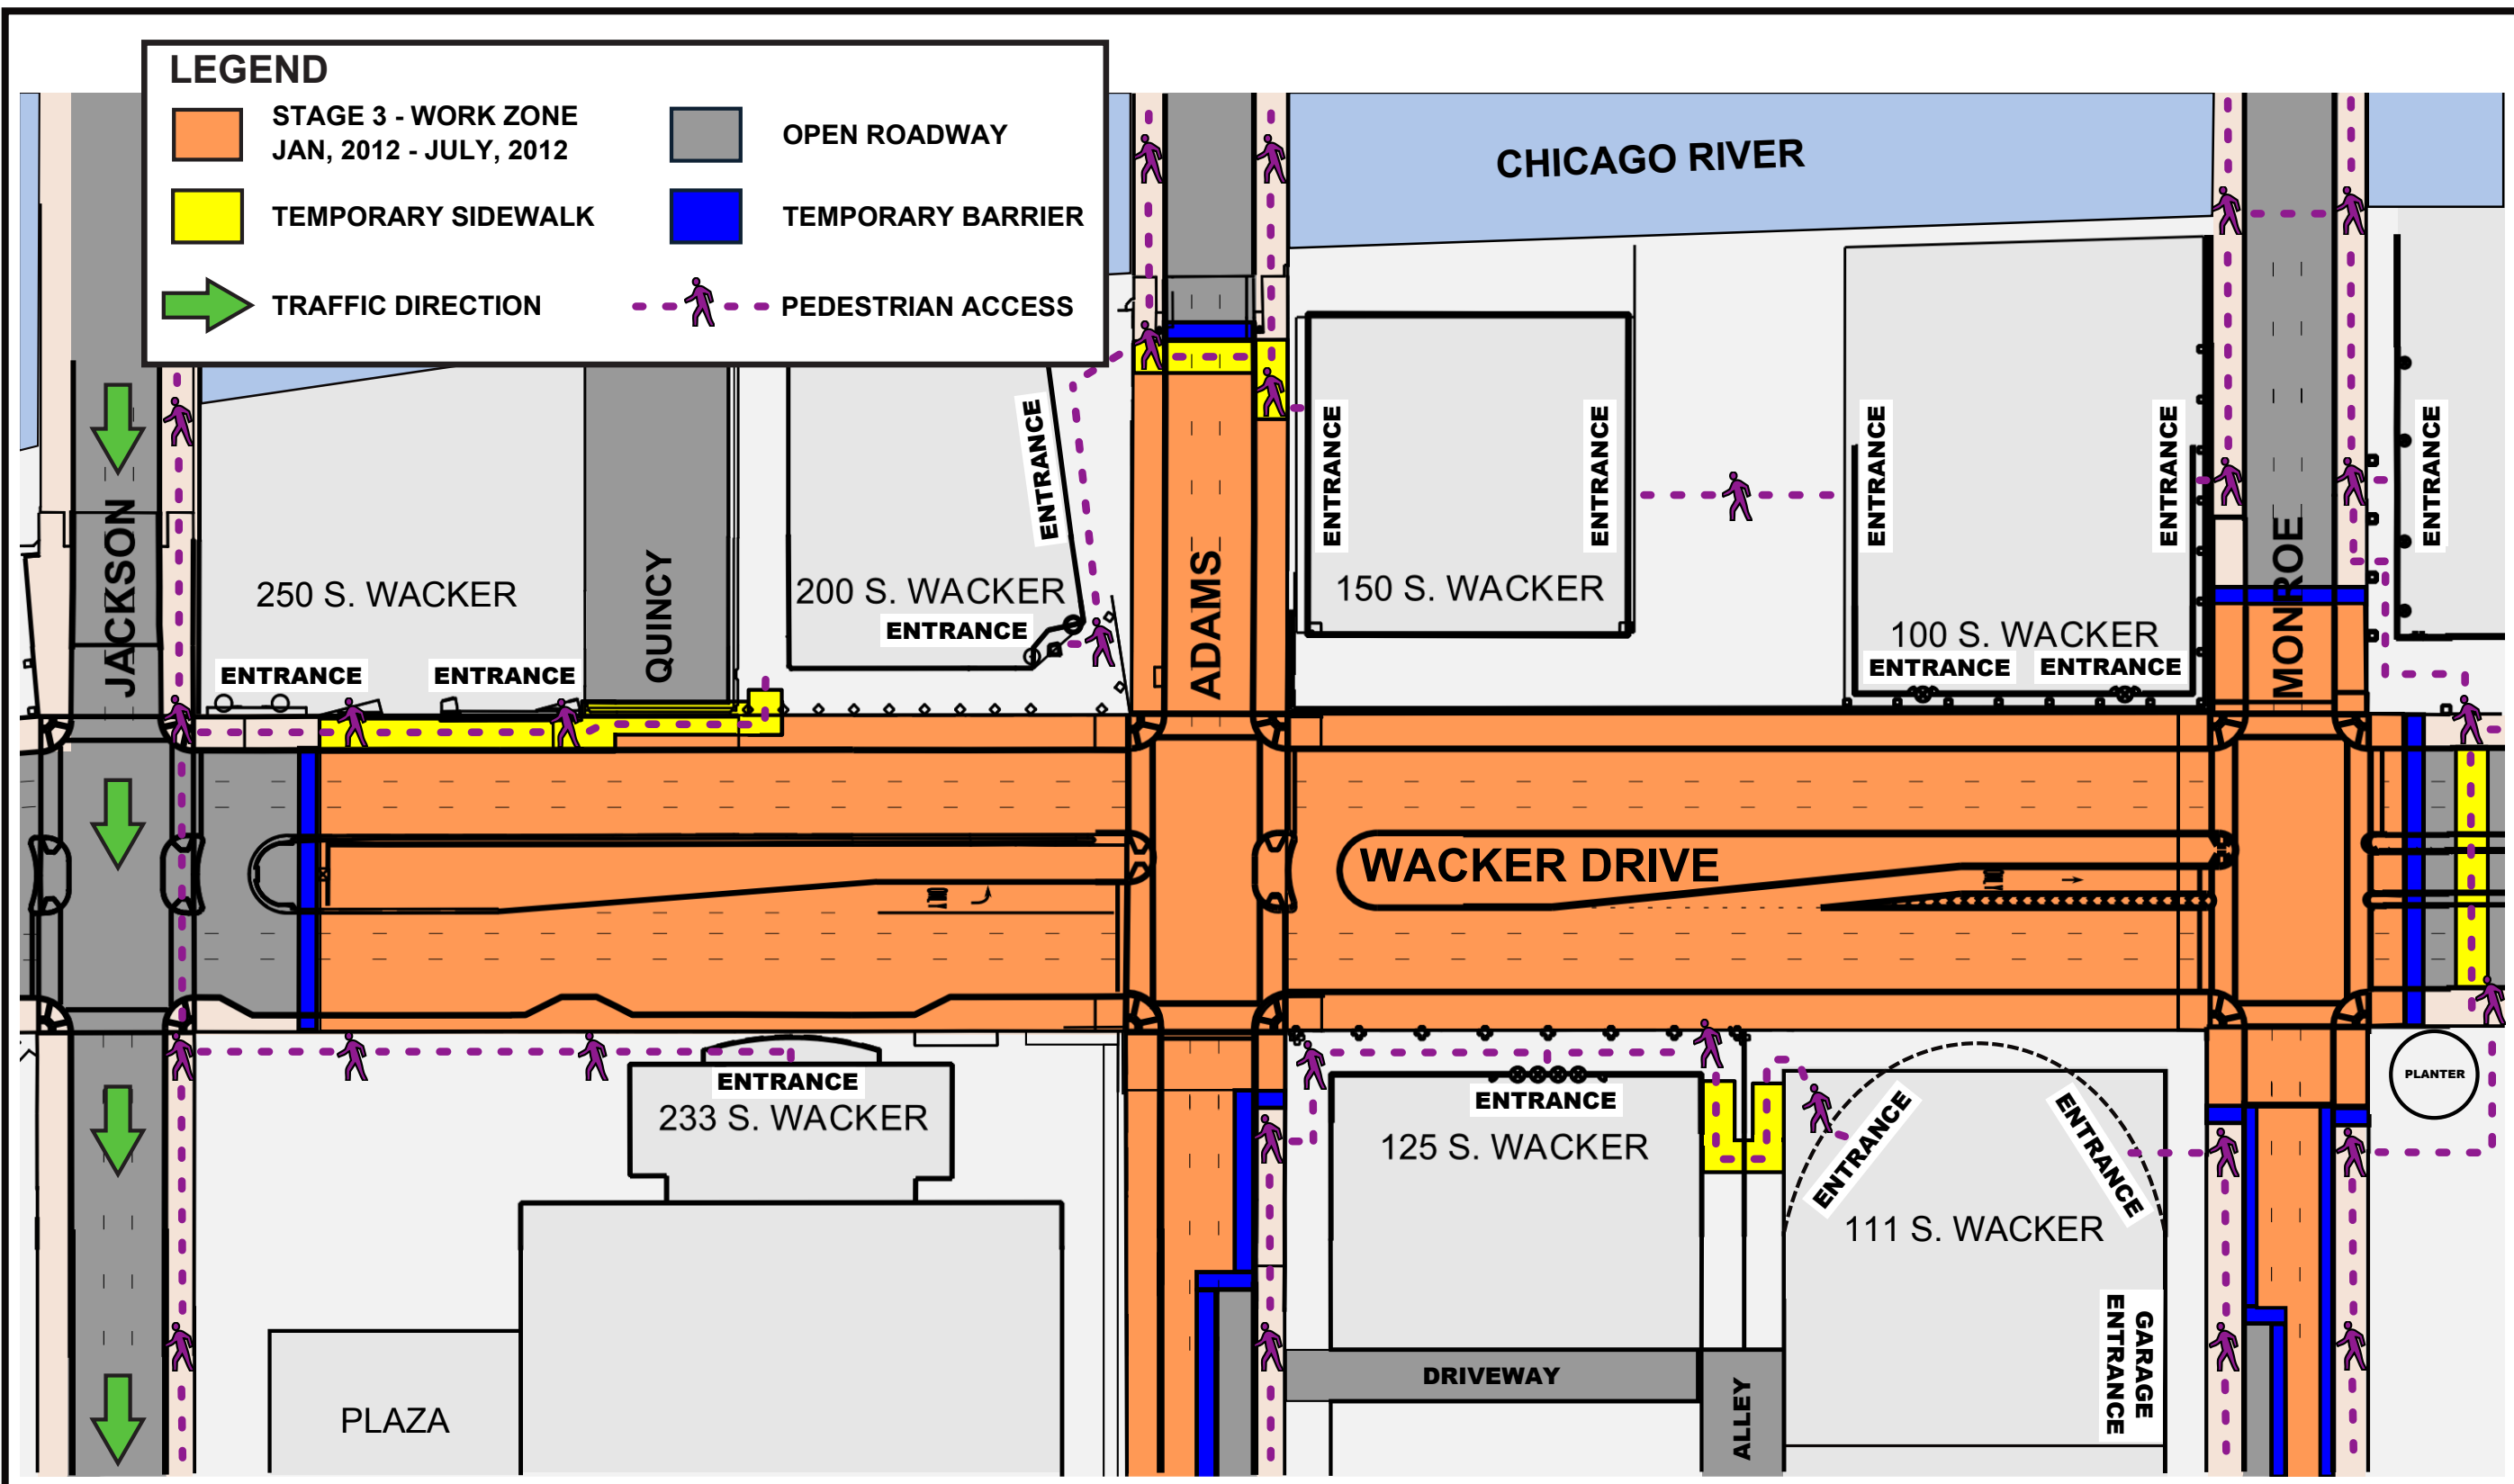 LEGEND
STAGE 3 - WORK ZONE
JAN, 2012 - JULY, 2012
OPEN ROADWAY
TEMPORARY SIDEWALK
TEMPORARY BARRIER
TRAFFIC DIRECTION
PEDESTRIAN ACCESS
CHICAGO RIVER
JACKSON
250 S. WACKER
ENTRANCE
ENTRANCE
QUINCY
200 S. WACKER
ENTRANCE
ENTRANCE
ADAMS
ENTRANCE
ENTRANCE
150 S. WACKER
ENTRANCE
ENTRANCE
100 S. WACKER
ENTRANCE
ENTRANCE
MONROE
ENTRANCE
WACKER DRIVE
ENTRANCE
233 S. WACKER
PLAZA
ENTRANCE
125 S. WACKER
DRIVEWAY
ALLEY
ENTRANCE
ENTRANCE
111 S. WACKER
GARAGE
ENTRANCE
PLANTER